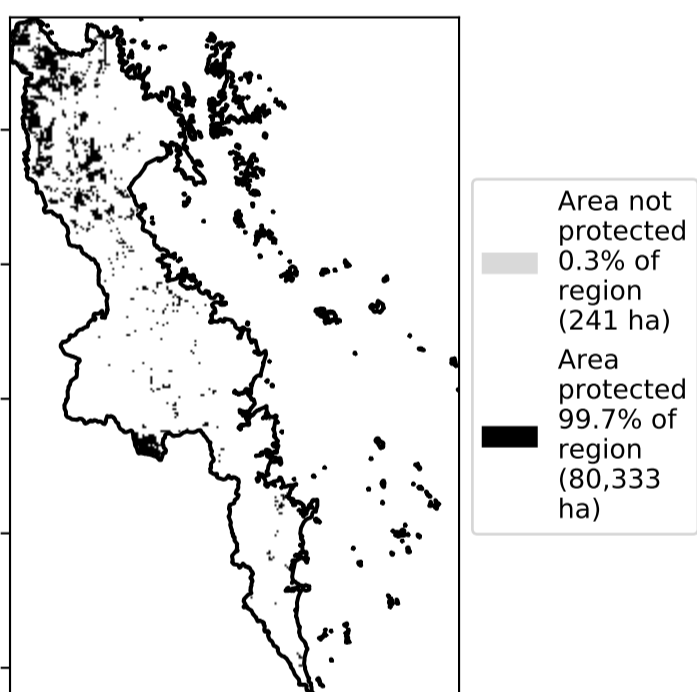 Area not
protected
0.3% of
region
(241 ha)
Area
protected
99.7% of
region
(80,333
ha)